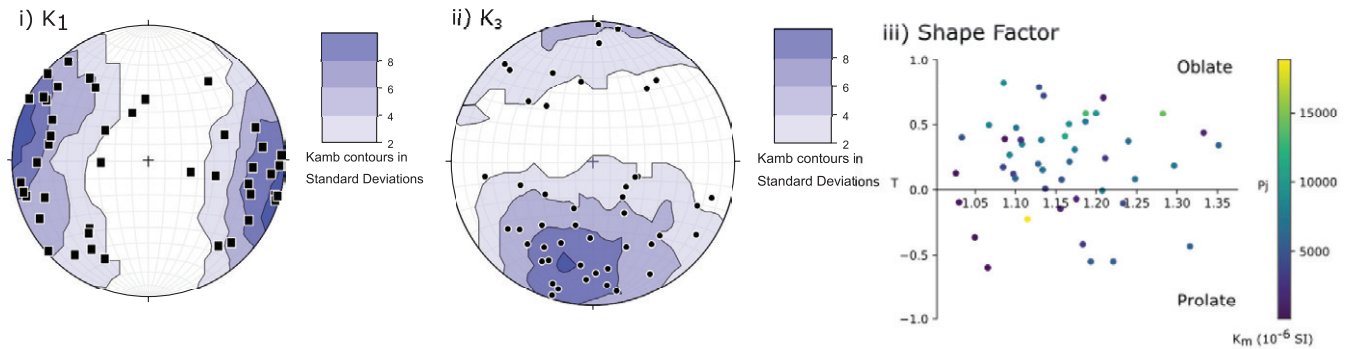 i) K1
8
6
4
2
Kamb contours in
Standard Deviations
ii) K3
8
6
4
2
Kamb contours in
Standard Deviations
iii) Shape Factor
1.0
0.5
0.0
−0.5
−1.0
T
Oblate
Prolate
1.05 1.10 1.15 1.20 1.25 1.30 1.35
Pj
15000
10000
5000
Km (10-6 SI)